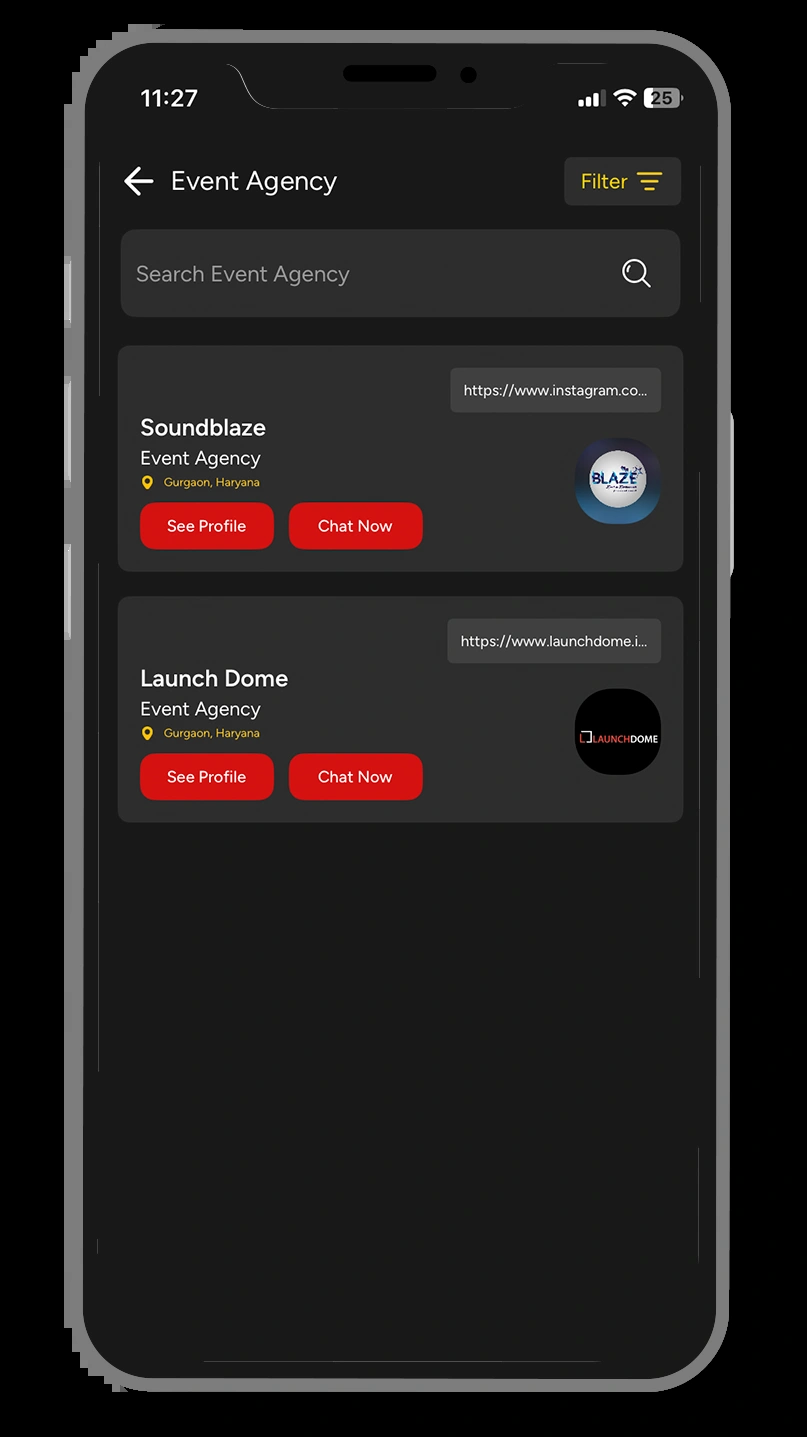 11:27
25
Event Agency
Filter
Search Event Agency
https://www.instagram.co...
Soundblaze
Event Agency
Gurgaon, Haryana
BLAZE
See Profile
Chat Now
https://www.launchdome.i...
Launch Dome
Event Agency
Gurgaon, Haryana
LAUNCHDOME
See Profile
Chat Now